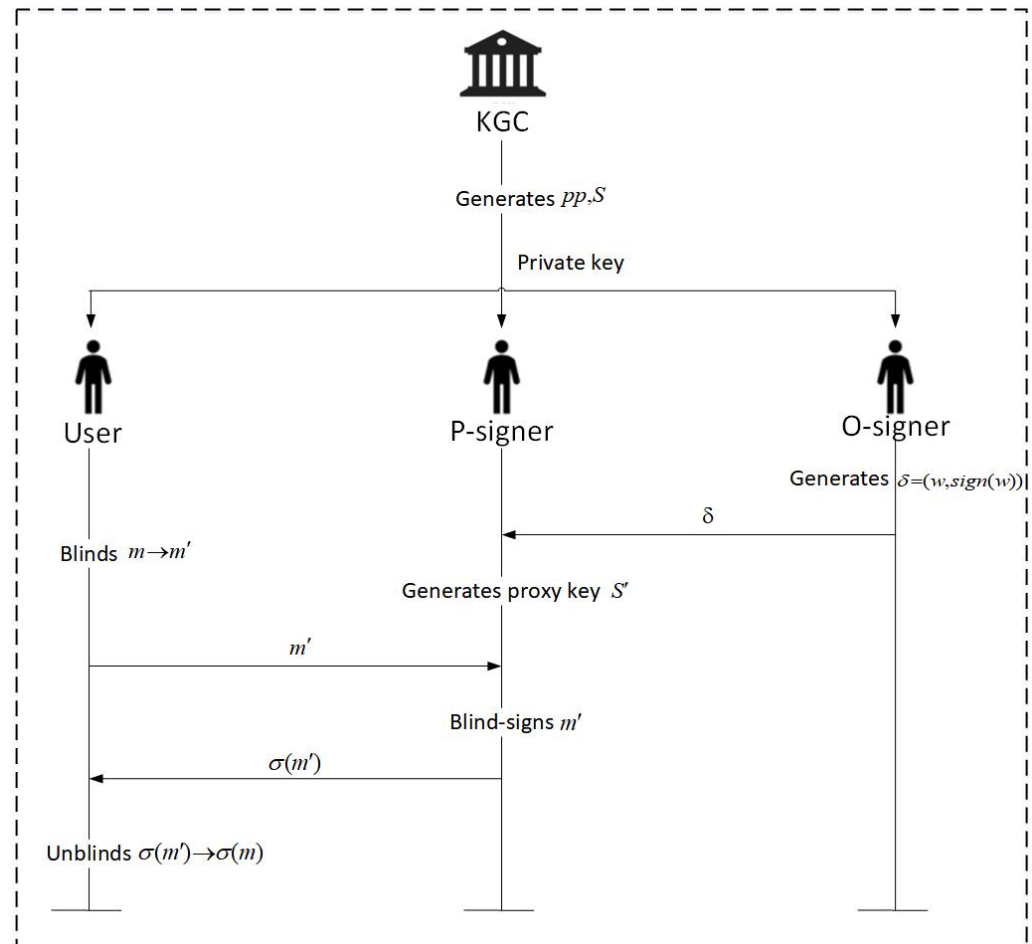 KGC
Generates pp,S
Private key
User
P-signer
O-signer
Generates δ=(w,sign(w))
δ
Blinds m→m′
Generates proxy key S′
m′
Blind-signs m′
σ(m′)
Unblinds σ(m′)→σ(m)